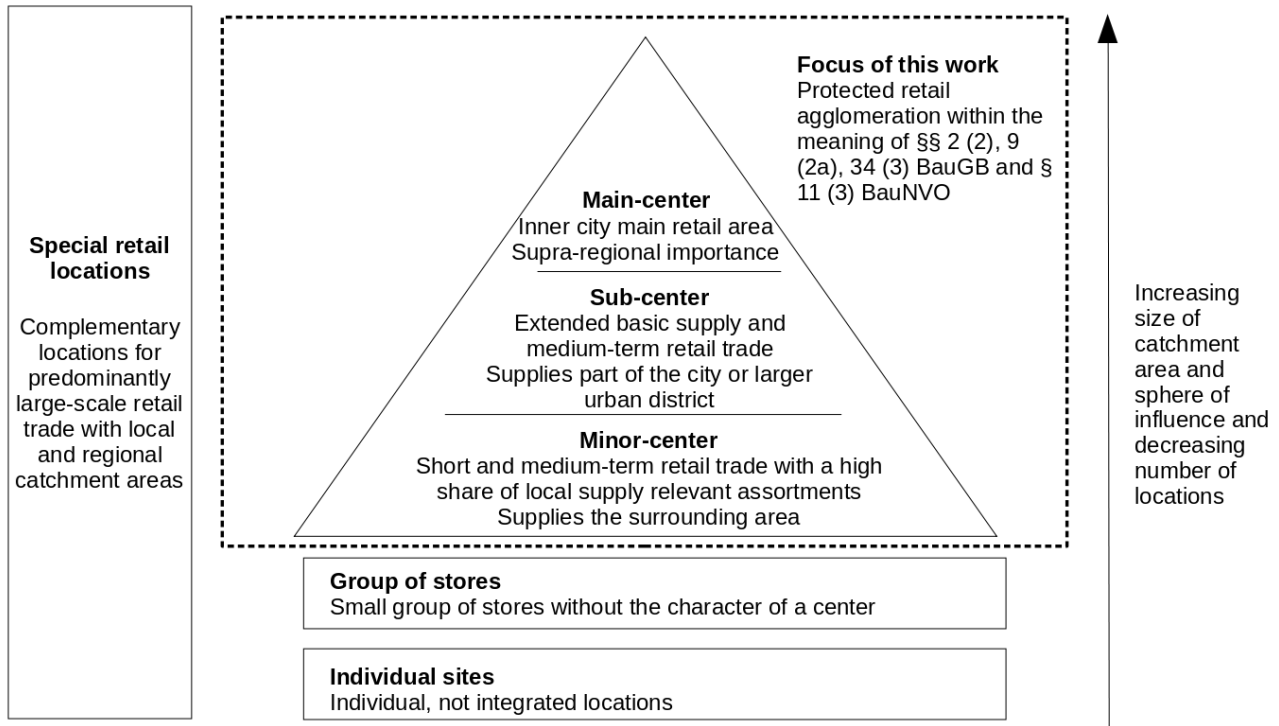 Special retail
locations
Complementary
locations for
predominantly
large-scale retail
trade with local
and regional
catchment areas
Focus of this work
Protected retail
agglomeration within the
meaning of §§ 2 (2), 9
(2a), 34 (3) BauGB and §
11 (3) BauNVO
Main-center
Inner city main retail area
Supra-regional importance
Sub-center
Extended basic supply and
medium-term retail trade
Supplies part of the city or larger
urban district
Minor-center
Short and medium-term retail trade with a high
share of local supply relevant assortments
Supplies the surrounding area
Group of stores
Small group of stores without the character of a center
Individual sites
Individual, not integrated locations
Increasing
size of
catchment
area and
sphere of
influence and
decreasing
number of
locations